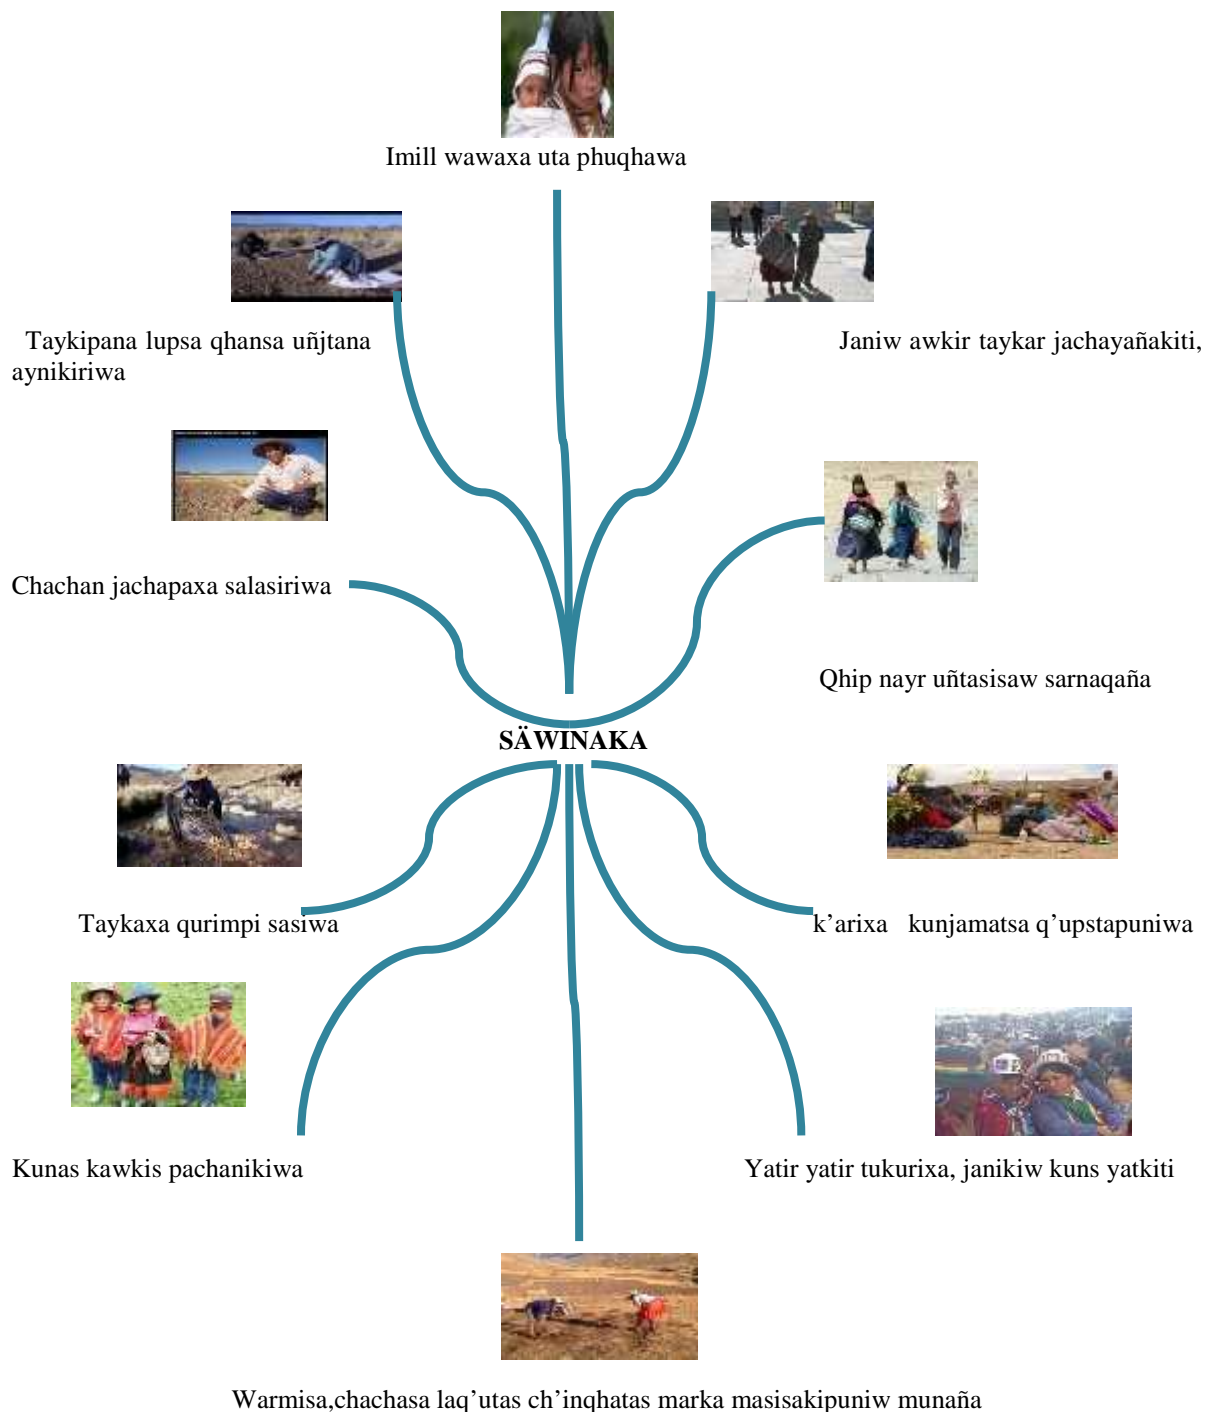 Imill wawaxa uta phuqhawa
Taykipana lupsa qhansa uñjtana
aynikiriwa
Janiw awkir taykar jachayañakiti,
Chachan jachapaxa salasiriwa
Qhip nayr uñtasisaw sarnaqaña
SÄWINAKA
Taykaxa qurimpi sasiwa
k’arixa kunjamatsa q’upstapuniwa
Kunas kawkis pachanikiwa
Yatir yatir tukurixa, janikiw kuns yatkiti
Warmisa,chachasa laq’utas ch’inqhatas marka masisakipuniw munaña